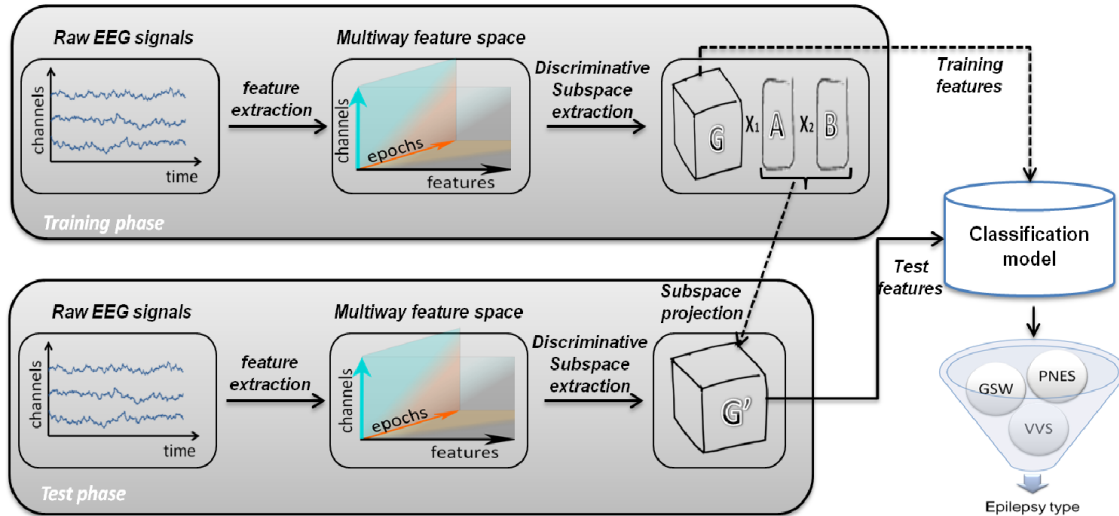 Raw EEG signals
Multiway feature space
channels
time
feature
extraction
channels
epochs
features
Discriminative
Subspace
extraction
G X1 A X2 B
Training
features
Training phase
Classification
model
Test
features
Subspace
projection
Raw EEG signals
Multiway feature space
channels
time
feature
extraction
channels
epochs
features
Discriminative
Subspace
extraction
G'
Test phase
GSW
PNES
VVS
Epilepsy type